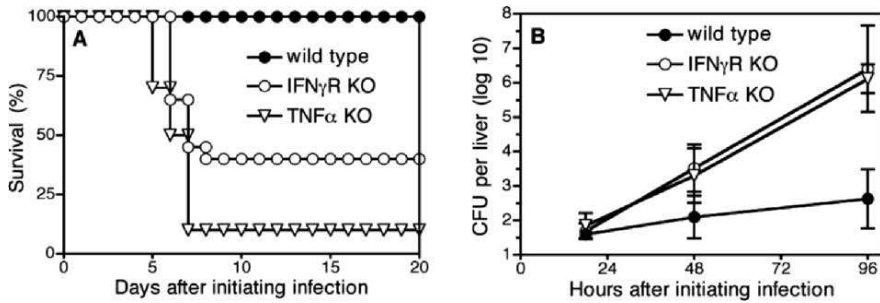 A
wild type
IFNγR KO
TNFα KO
Survival (%)
100
75
50
25
0
0 5 10 15 20
Days after initiating infection
B
wild type
IFNγR KO
TNFα KO
CFU per liver (log 10)
8
7
6
5
4
3
2
1
0 24 48 72 96
Hours after initiating infection